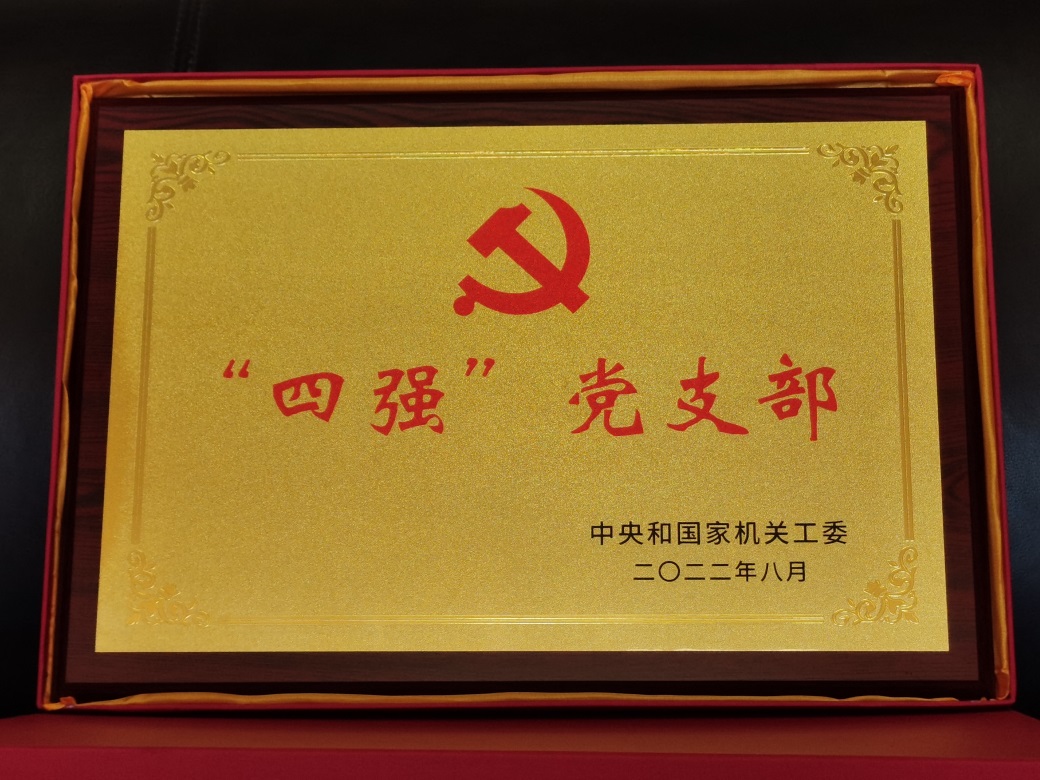 “四强”党支部
中央和国家机关工委
二〇二二年八月